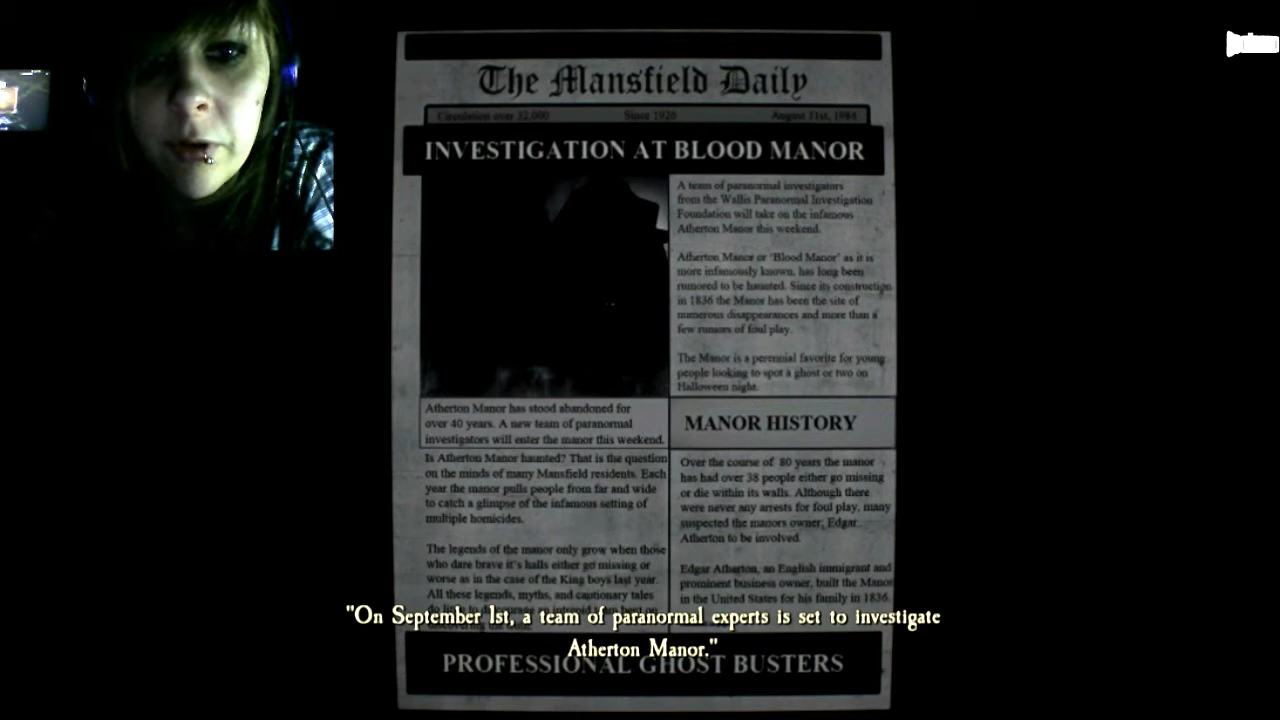 The Mansfield Daily
Circulation over 32,000 Since 1926 August 31st, 1984
INVESTIGATION AT BLOOD MANOR
A team of paranormal investigators
from the Wallis Paranormal Investigation
Foundation will take on the infamous
Atherton Manor this weekend.
Atherton Manor or 'Blood Manor' as it is
more infamously known, has long been
rumored to be haunted. Since its construction
in 1836 the Manor has been the site of
numerous disappearances and more than a
few rumors of foul play.
The Manor is a perennial favorite for young
people looking to spot a ghost or two on
Halloween night.
Atherton Manor has stood abandoned for
over 40 years. A new team of paranormal
investigators will enter the manor this weekend.
Is Atherton Manor haunted? That is the question
on the minds of many Mansfield residents. Each
year the manor pulls people from far and wide
to catch a glimpse of the infamous setting of
multiple homicides.
The legends of the manor only grow when those
who dare brave it's halls either go missing or
worse as in the case of the King boys last year.
All these legends, myths, and cautionary tales
MANOR HISTORY
Over the course of 80 years the manor
has had over 38 people either go missing
or die within its walls. Although there
were never any arrests for foul play, many
suspected the manors owner, Edgar
Atherton to be involved.
Edgar Atherton, an English immigrant and
prominent business owner, built the Manor
in the United States for his family in 1836.
"On September 1st, a team of paranormal experts is set to investigate
Atherton Manor."
PROFESSIONAL GHOST BUSTERS